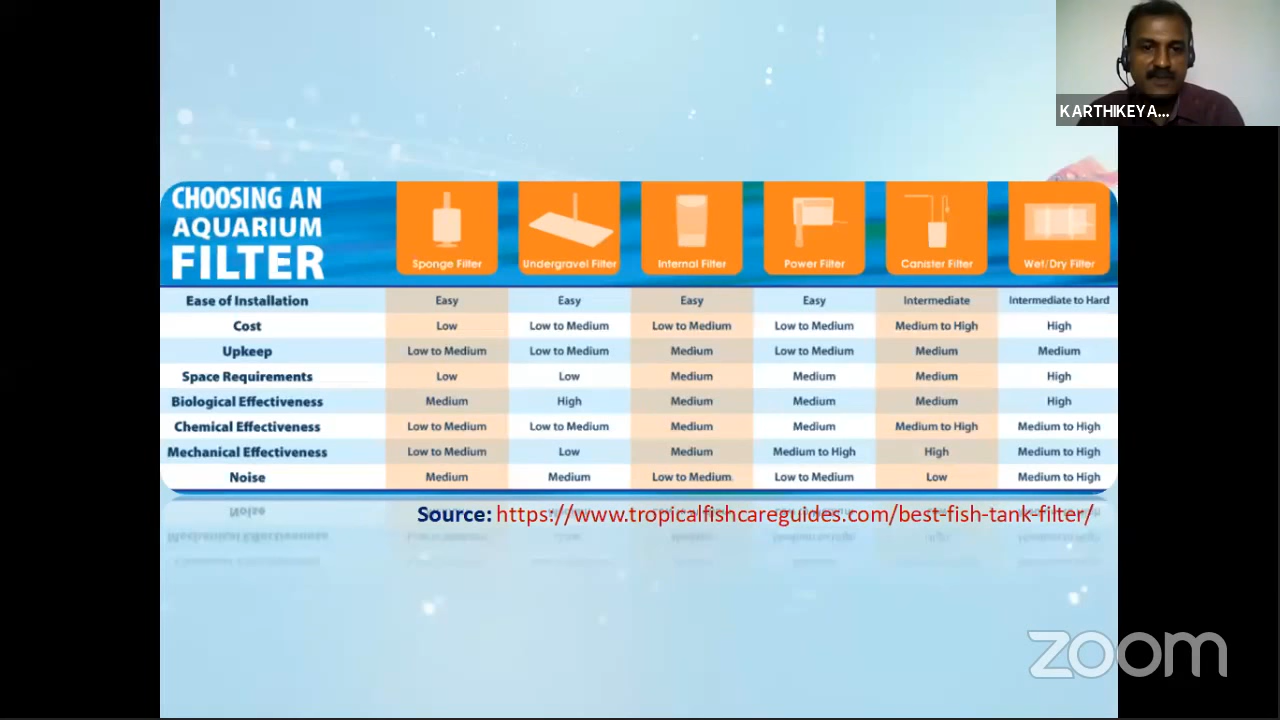 KARTHIKEYA...
CHOOSING AN
AQUARIUM
FILTER
Sponge Filter Undergravel Filter Internal Filter Power Filter Canister Filter Wet/Dry Filter
Ease of Installation Easy Easy Easy Easy Intermediate Intermediate to Hard
Cost Low Low to Medium Low to Medium Low to Medium Medium to High High
Upkeep Low to Medium Low to Medium Medium Low to Medium Medium Medium
Space Requirements Low Low Medium Medium Medium High
Biological Effectiveness Medium High Medium Medium Medium High
Chemical Effectiveness Low to Medium Low to Medium Medium Medium Medium to High Medium to High
Mechanical Effectiveness Low to Medium Low Medium Medium to High High Medium to High
Noise Medium Medium Low to Medium Low to Medium Low Medium to High
Source: https://www.tropicalfishcareguides.com/best-fish-tank-filter/
zoom